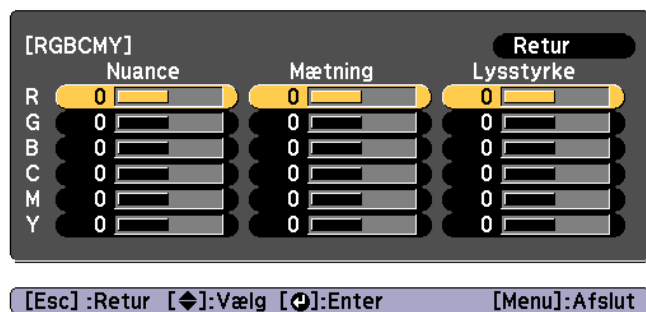 [RGBCMY] Retur
Nuance Mætning Lysstyrke
R 0 0 0
G 0 0 0
B 0 0 0
C 0 0 0
M 0 0 0
Y 0 0 0
[Esc] :Retur [◆]:Vælg [↵]:Enter [Menu]:Afslut